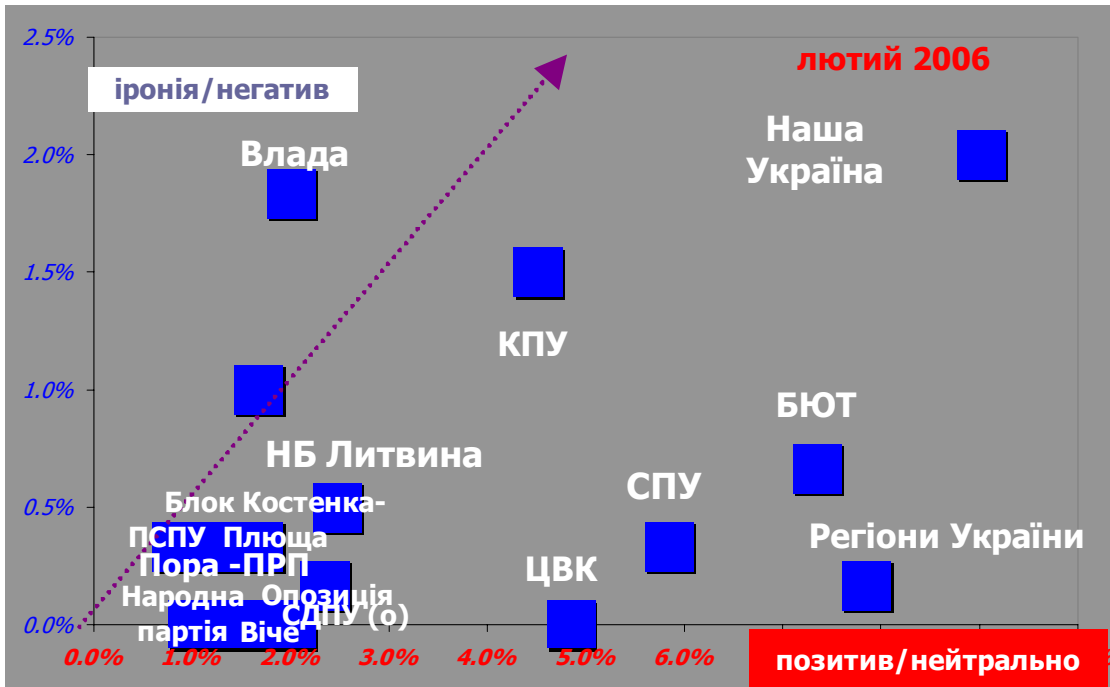 2.5%
лютий 2006
іронія/негатив
Наша
Україна
2.0%
Влада
1.5%
КПУ
1.0%
БЮТ
НБ Литвина
СПУ
0.5%
Блок Костенка-
ПСПУ Плюща
Регіони України
Пора -ПРП
ЦВК
Народна Опозиція
партія Віче
СДПУ (о)
0.0%
0.0% 1.0% 2.0% 3.0% 4.0% 5.0% 6.0%
позитив/нейтрально